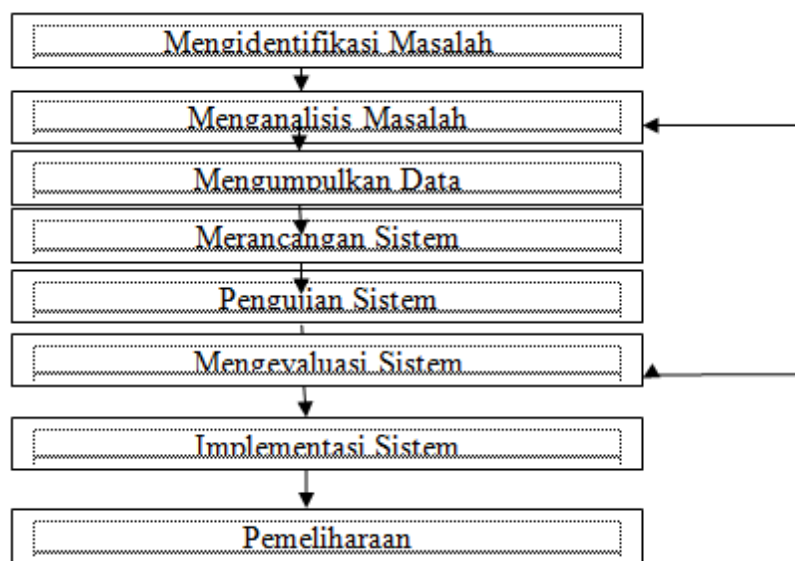 Mengidentifikasi Masalah
Menganalisis Masalah
Mengumpulkan Data
Merancangan Sistem
Pengujian Sistem
Mengevaluasi Sistem
Implementasi Sistem
Pemeliharaan